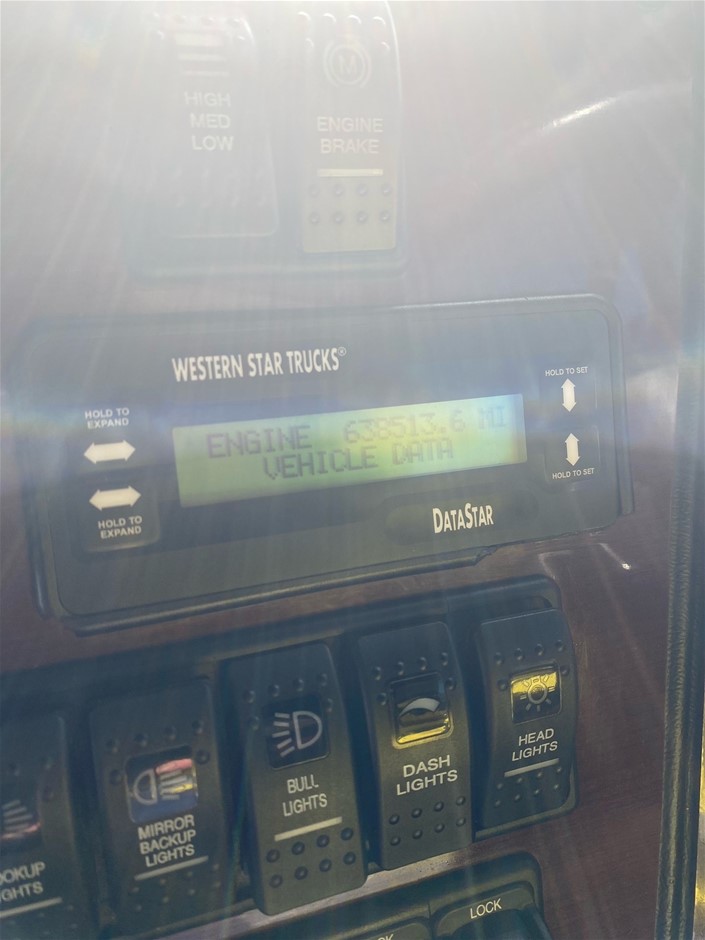 HIGH
MED
LOW
ENGINE
BRAKE
WESTERN STAR TRUCKS®
HOLD TO
EXPAND
HOLD TO
EXPAND
ENGINE 638513.6 MI
VEHICLE DATA
HOLD TO SET
HOLD TO SET
DATASTAR
LIGHTS
MIRROR
BACKUP
LIGHTS
BULL
LIGHTS
DASH
LIGHTS
HEAD
LIGHTS
LOCK